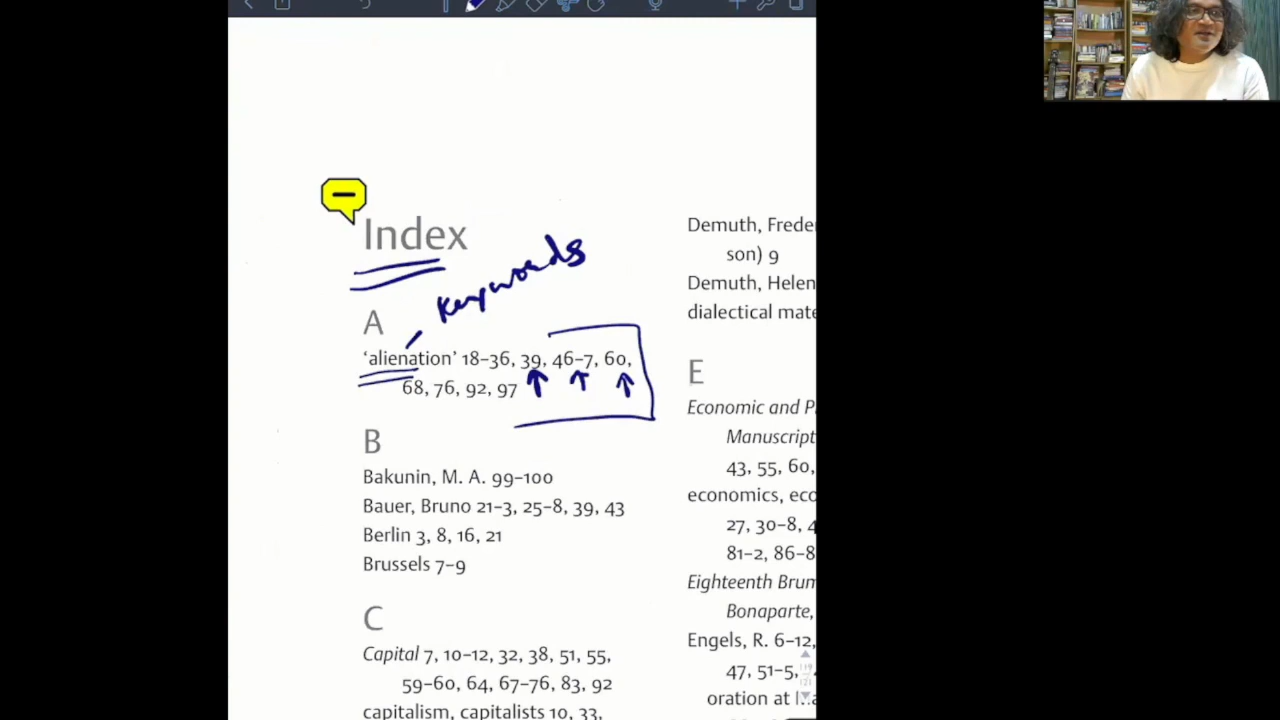 Index
keywords
A
‘alienation’ 18–36, 39, 46–7, 60,
68, 76, 92, 97
B
Bakunin, M. A. 99–100
Bauer, Bruno 21–3, 25–8, 39, 43
Berlin 3, 8, 16, 21
Brussels 7–9
C
Capital 7, 10–12, 32, 38, 51, 55,
59–60, 64, 67–76, 83, 92
capitalism, capitalists 10, 33,
Demuth, Frede
son) 9
Demuth, Helen
dialectical mate
E
Economic and P
Manuscript
43, 55, 60,
economics, eco
27, 30–8, 4
81–2, 86–8
Eighteenth Brum
Bonaparte,
Engels, R. 6–12,
47, 51–5,
oration at
119
121